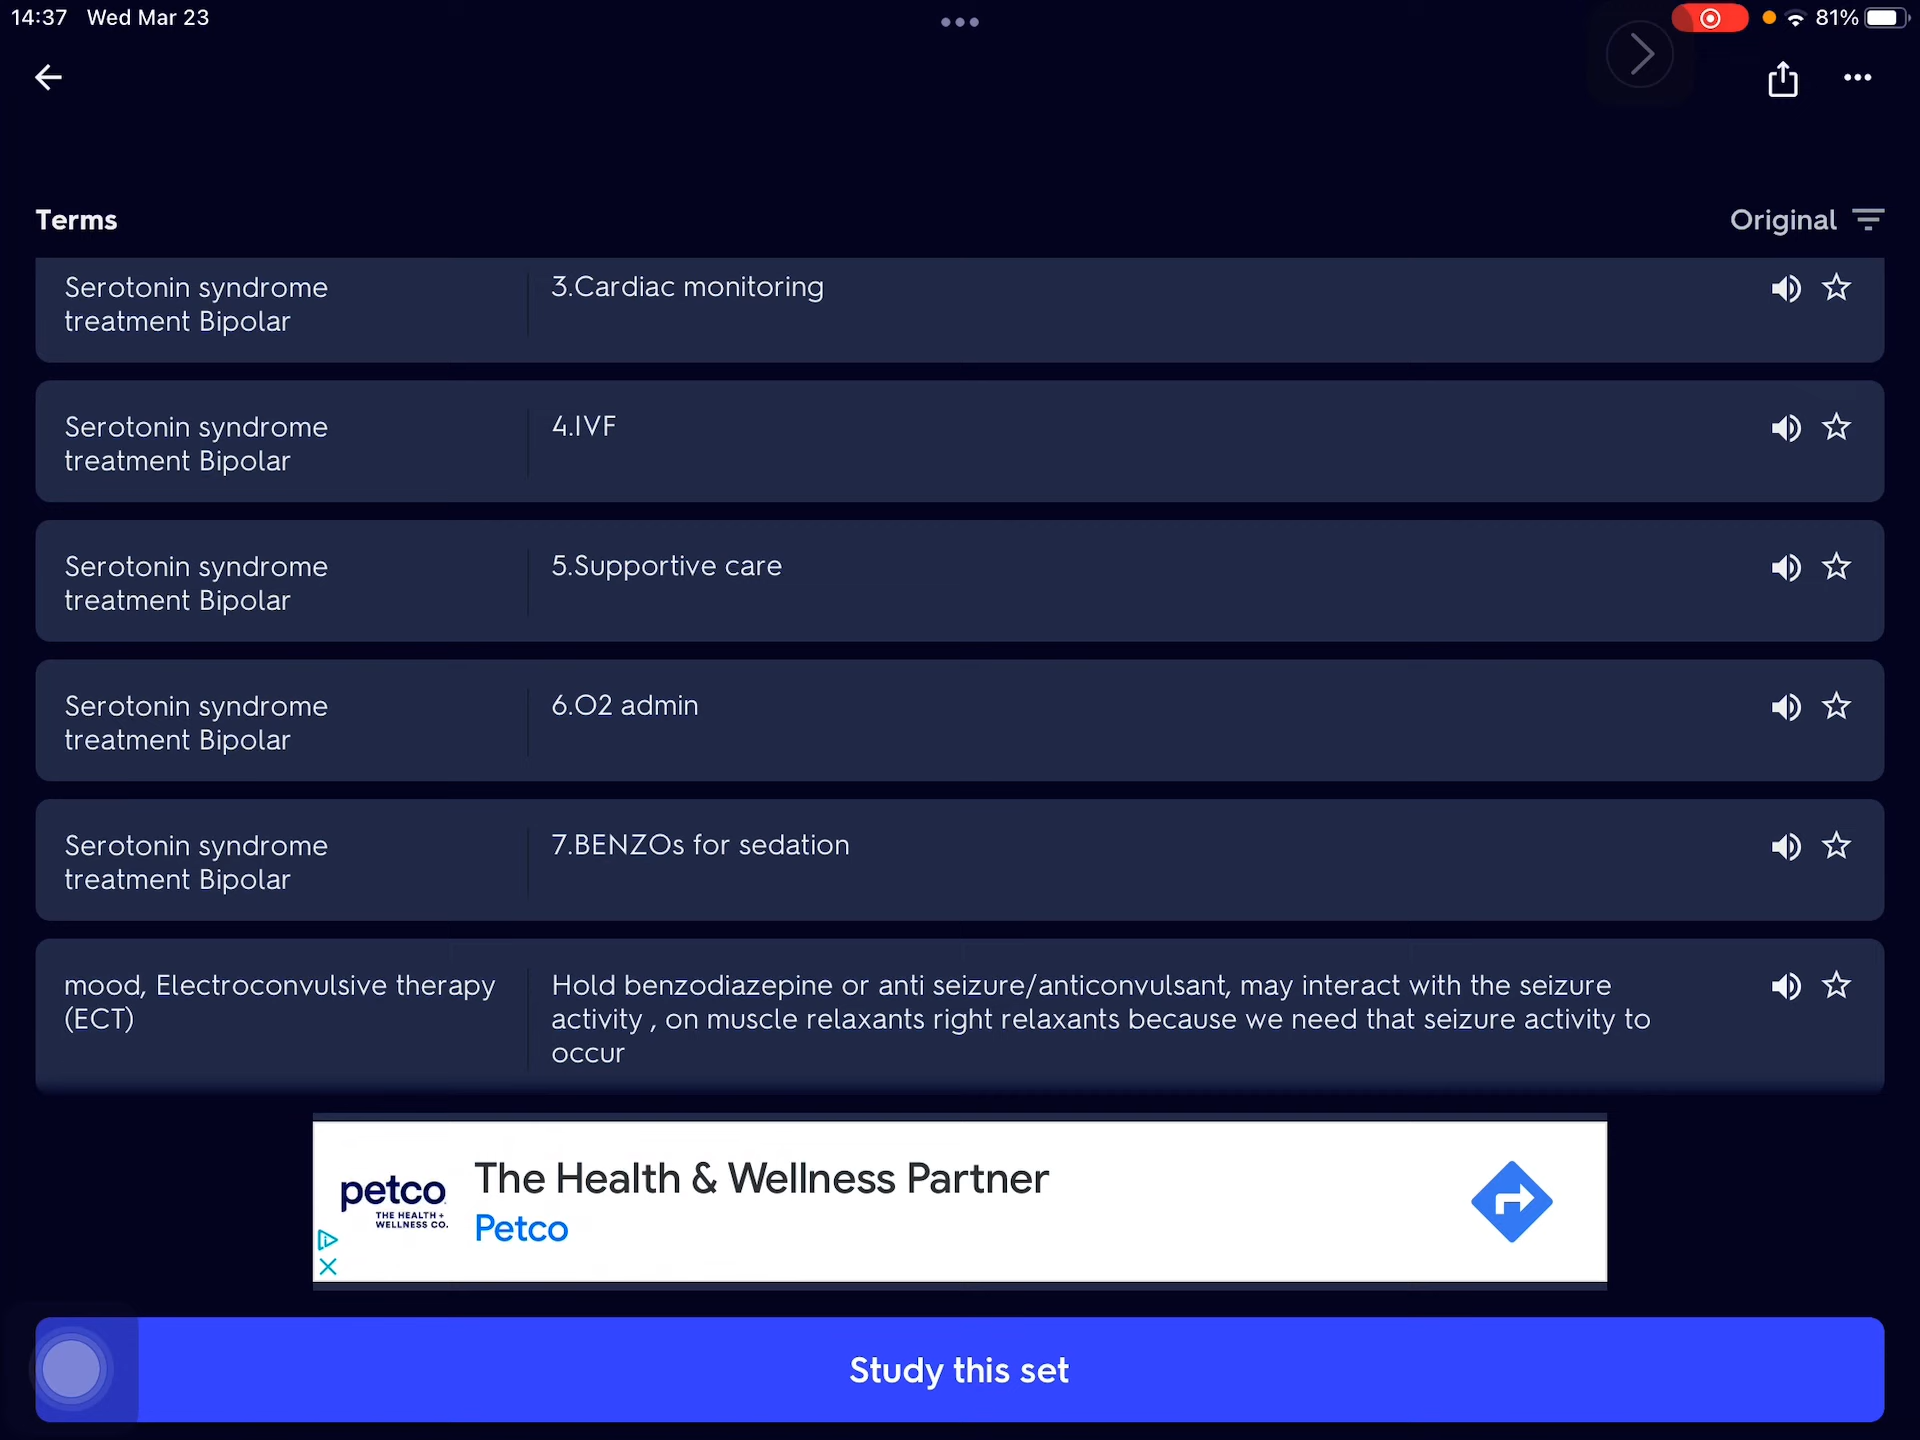 14:37 Wed Mar 23
81%
Terms
Original
Serotonin syndrome
treatment Bipolar
3.Cardiac monitoring
Serotonin syndrome
treatment Bipolar
4.IVF
Serotonin syndrome
treatment Bipolar
5.Supportive care
Serotonin syndrome
treatment Bipolar
6.O2 admin
Serotonin syndrome
treatment Bipolar
7.BENZOs for sedation
mood, Electroconvulsive therapy
(ECT)
Hold benzodiazepine or anti seizure/anticonvulsant, may interact with the seizure
activity , on muscle relaxants right relaxants because we need that seizure activity to
occur
petco
THE HEALTH +
WELLNESS CO.
The Health & Wellness Partner
Petco
Study this set